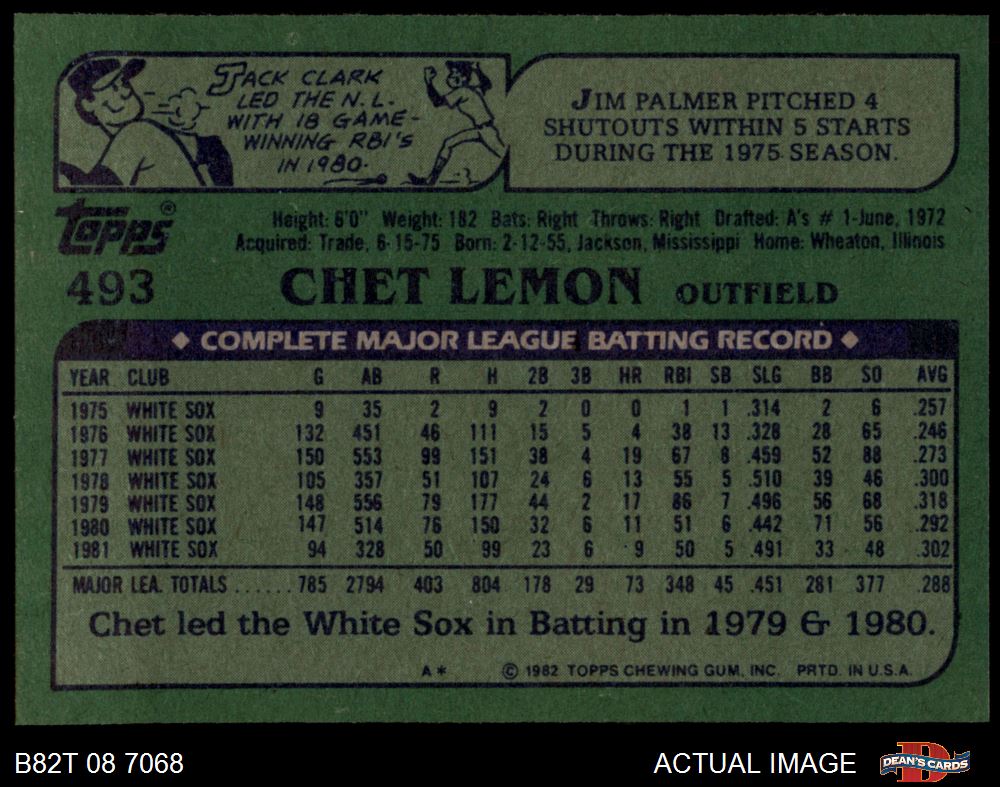 JACK CLARK
LED THE N.L.
WITH 18 GAME-
WINNING RBI'S
IN 1980.
JIM PALMER PITCHED 4
SHUTOUTS WITHIN 5 STARTS
DURING THE 1975 SEASON.
Topps®
Height: 6'0" Weight: 182 Bats: Right Throws: Right Drafted: A's # 1-June, 1972
Acquired: Trade, 6-15-75 Born: 2-12-55, Jackson, Mississippi Home: Wheaton, Illinois
493 CHET LEMON OUTFIELD
◆ COMPLETE MAJOR LEAGUE BATTING RECORD ◆
YEAR CLUB G AB R H 2B 3B HR RBI SB SLG BB SO AVG
1975 WHITE SOX 9 35 2 9 2 0 0 1 1 .314 2 6 .257
1976 WHITE SOX 132 451 46 111 15 5 4 38 13 .328 28 65 .246
1977 WHITE SOX 150 553 99 151 38 4 19 67 8 .459 52 88 .273
1978 WHITE SOX 105 357 51 107 24 6 13 55 5 .510 39 46 .300
1979 WHITE SOX 148 556 79 177 44 2 17 86 7 .496 56 68 .318
1980 WHITE SOX 147 514 76 150 32 6 11 51 6 .442 71 56 .292
1981 WHITE SOX 94 328 50 99 23 6 9 50 5 .491 33 48 .302
MAJOR LEA. TOTALS ...... 785 2794 403 804 178 29 73 348 45 .451 281 377 .288
Chet led the White Sox in Batting in 1979 & 1980.
A* © 1982 TOPPS CHEWING GUM, INC. PRTD. IN U.S.A.
B82T 08 7068 ACTUAL IMAGE D DEAN'S CARDS